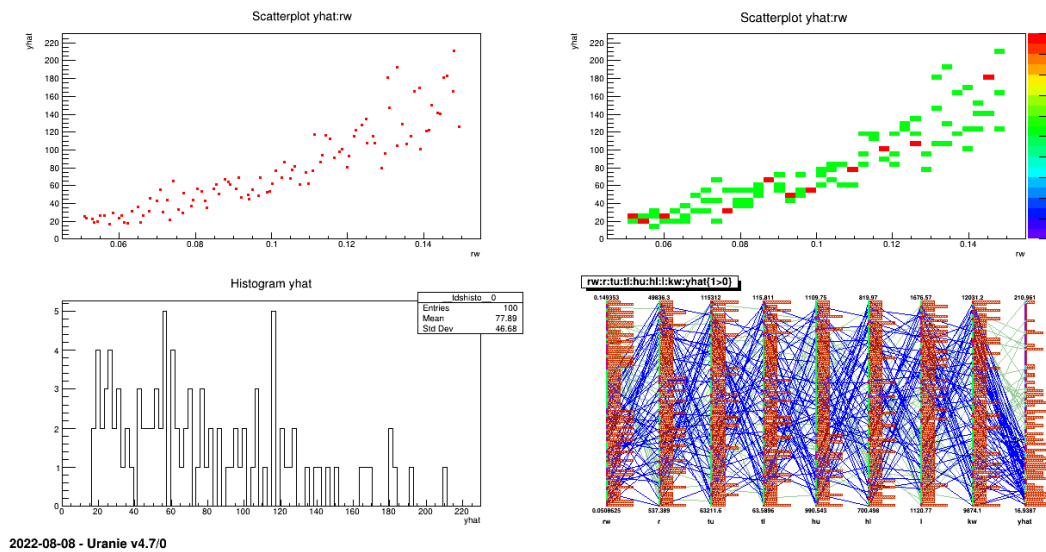 Scatterplot yhat:rw
yhat
220
200
180
160
140
120
100
80
60
40
20
0
0.06
0.08
0.1
0.12
0.14
rw
Scatterplot yhat:rw
yhat
220
200
180
160
140
120
100
80
60
40
20
0
0.06
0.08
0.1
0.12
0.14
rw
Histogram yhat
__tdshisto__0
Entries 100
Mean 77.89
Std Dev 46.68
5
4
3
2
1
0
0 20 40 60 80 100 120 140 160 180 200 220
yhat
rw:r:tu:tl:hu:hl:l:kw:yhat{1>0}
0.149353 49836.3 115312 115.811 1109.75 819.97 1676.57 12031.2 210.951
0.0508625 537.389 63211.6 63.5896 990.543 700.498 1120.77 9874.1 16.9387
rw r tu tl hu hl l kw yhat
2022-08-08 - Uranie v4.7/0